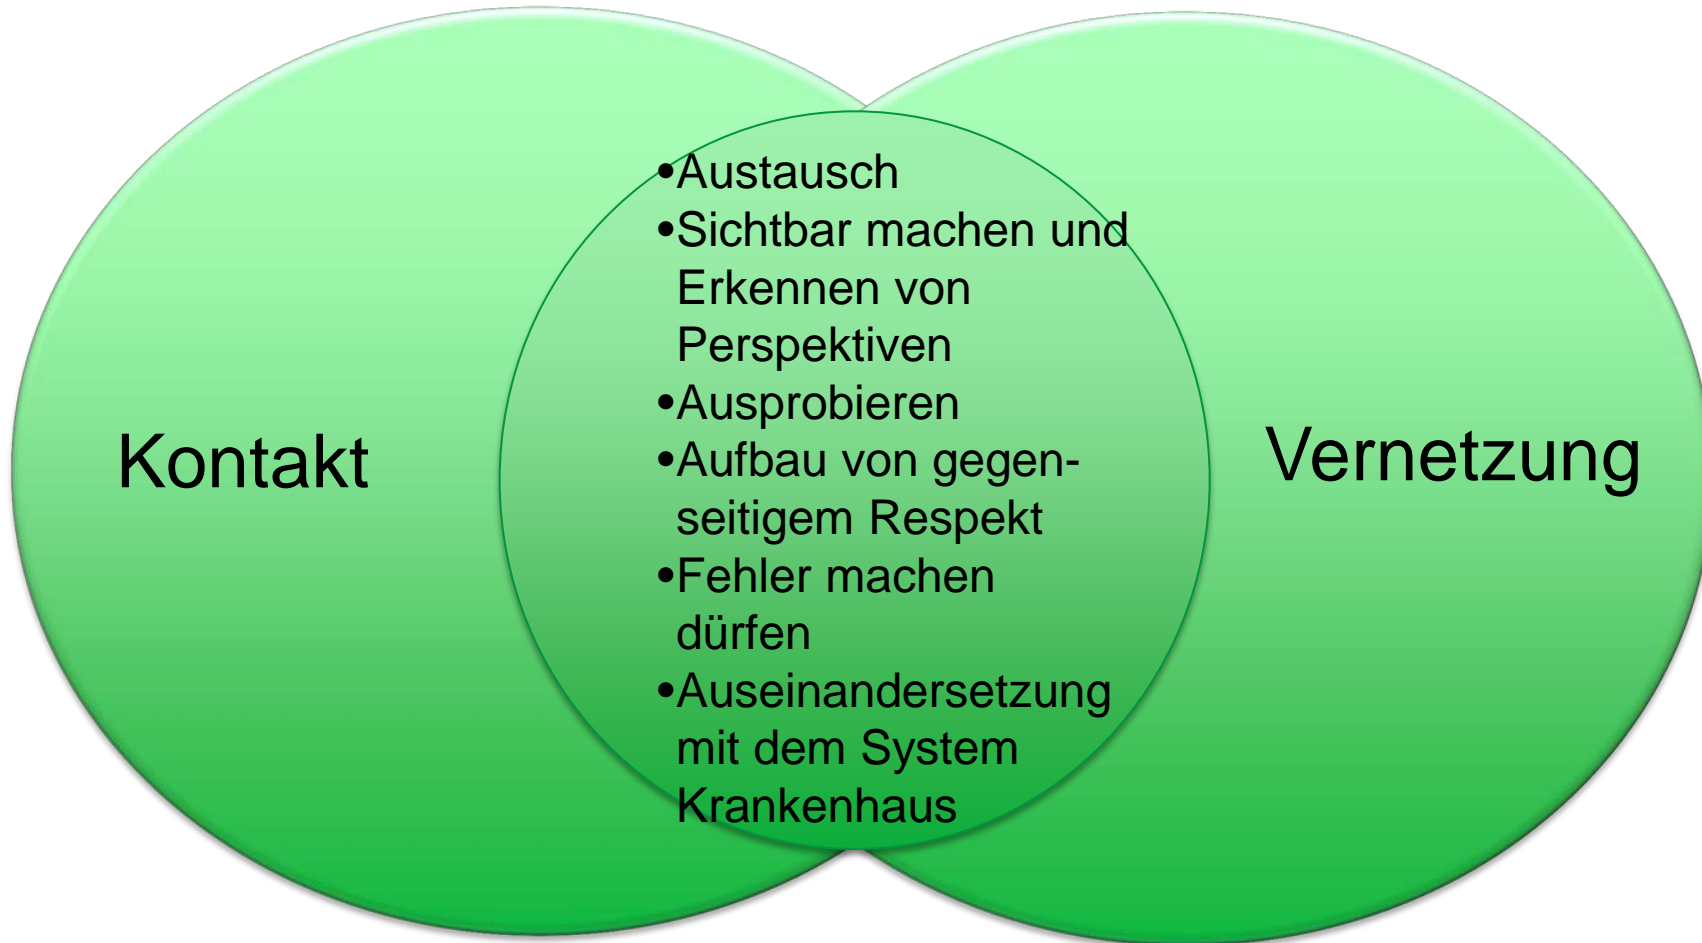 •Austausch
•Sichtbar machen und
Erkennen von
Perspektiven
•Ausprobieren
•Aufbau von gegen-
seitigem Respekt
•Fehler machen
dürfen
•Auseinandersetzung
mit dem System
Krankenhaus
Kontakt
Vernetzung